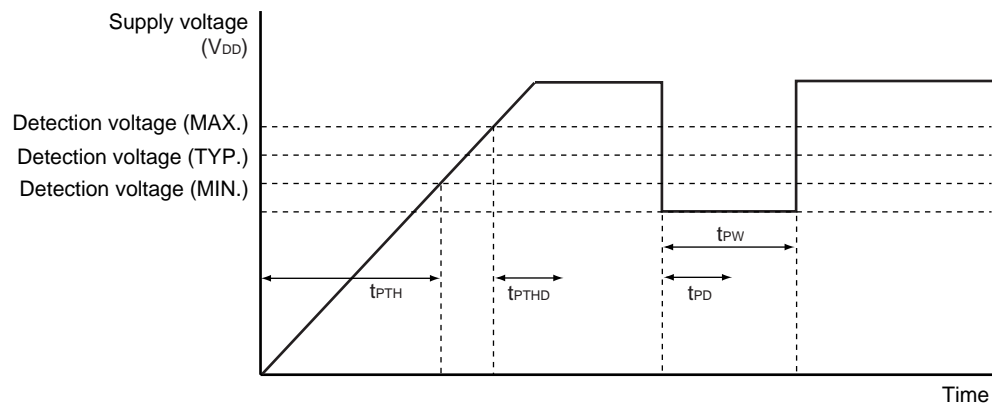 Supply voltage
(VDD)
Detection voltage (MAX.)
Detection voltage (TYP.)
Detection voltage (MIN.)
tPW
tPTH
tPTHD
tPD
Time